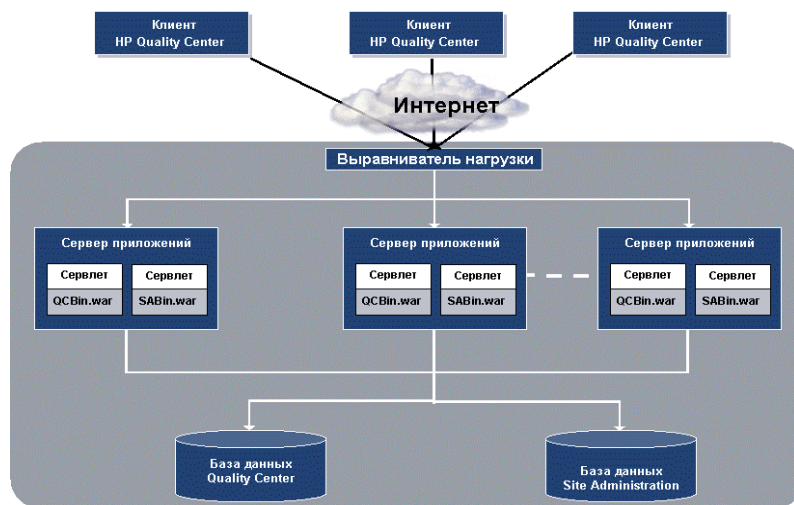 Клиент
HP Quality Center
Клиент
HP Quality Center
Клиент
HP Quality Center
Интернет
Выравниватель нагрузки
Сервер приложений
Сервлет
QCBin.war
Сервлет
SABin.war
Сервер приложений
Сервлет
QCBin.war
Сервлет
SABin.war
Сервер приложений
Сервлет
QCBin.war
Сервлет
SABin.war
База данных
Quality Center
База данных
Site Administration